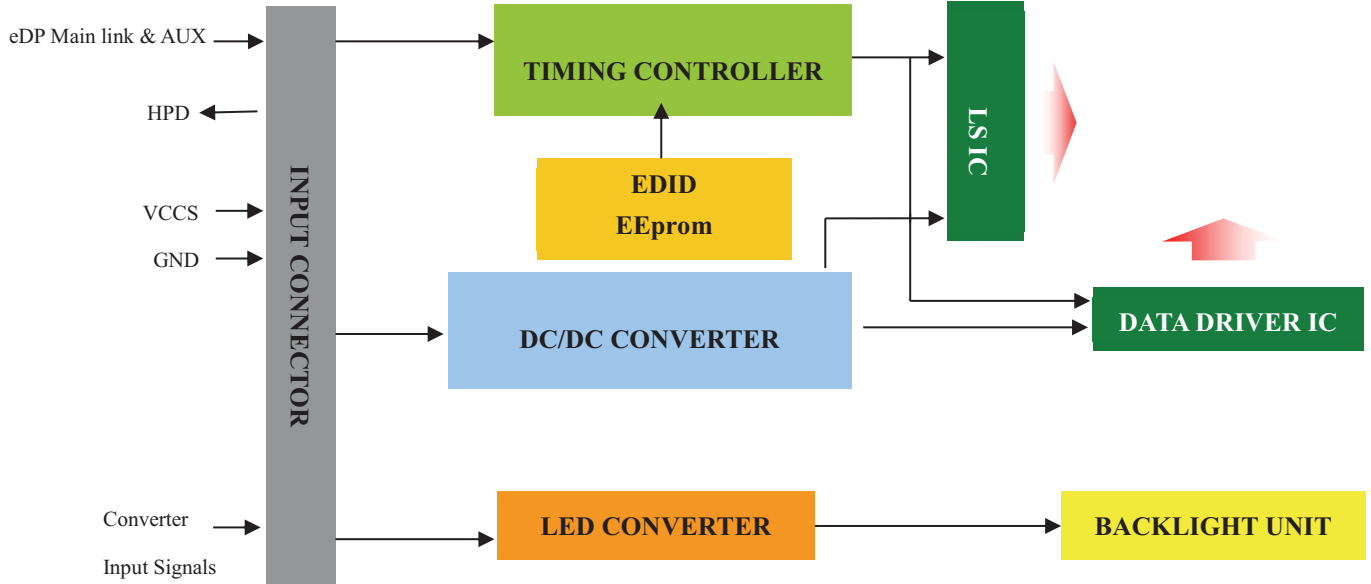 eDP Main link & AUX
HPD
VCCS
GND
Converter
Input Signals
INPUT CONNECTOR
TIMING CONTROLLER
EDID
EEprom
DC/DC CONVERTER
LED CONVERTER
LS IC
DATA DRIVER IC
BACKLIGHT UNIT